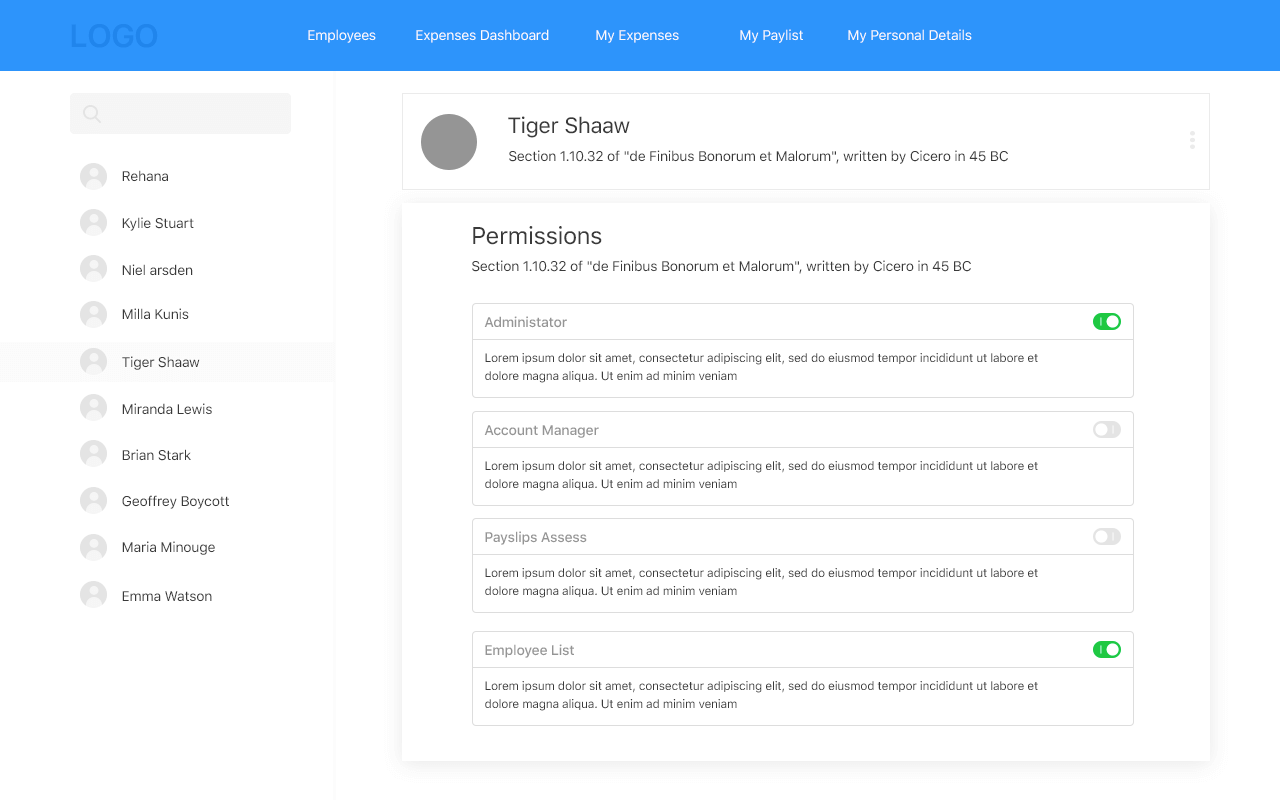 LOGO
Employees
Expenses Dashboard
My Expenses
My Paylist
My Personal Details
Rehana
Kylie Stuart
Niel arsden
Milla Kunis
Tiger Shaaw
Miranda Lewis
Brian Stark
Geoffrey Boycott
Maria Minouge
Emma Watson
Tiger Shaaw
Section 1.10.32 of "de Finibus Bonorum et Malorum", written by Cicero in 45 BC
Permissions
Section 1.10.32 of "de Finibus Bonorum et Malorum", written by Cicero in 45 BC
Administator
Lorem ipsum dolor sit amet, consectetur adipiscing elit, sed do eiusmod tempor incididunt ut labore et
dolore magna aliqua. Ut enim ad minim veniam
Account Manager
Lorem ipsum dolor sit amet, consectetur adipiscing elit, sed do eiusmod tempor incididunt ut labore et
dolore magna aliqua. Ut enim ad minim veniam
Payslips Assess
Lorem ipsum dolor sit amet, consectetur adipiscing elit, sed do eiusmod tempor incididunt ut labore et
dolore magna aliqua. Ut enim ad minim veniam
Employee List
Lorem ipsum dolor sit amet, consectetur adipiscing elit, sed do eiusmod tempor incididunt ut labore et
dolore magna aliqua. Ut enim ad minim veniam